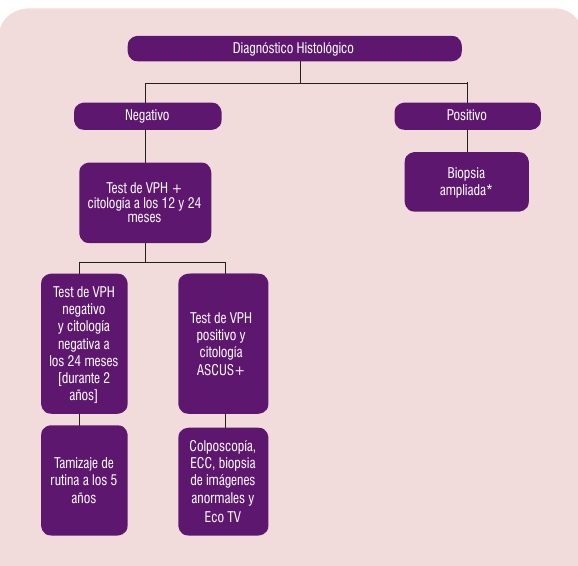 Diagnóstico Histológico
Negativo
Positivo
Test de VPH +
citología a los 12 y 24
meses
Biopsia
ampliada*
Test de VPH
negativo
y citología
negativa a
los 24 meses
[durante 2
años]
Test de VPH
positivo y
citología
ASCUS+
Tamizaje de
rutina a los 5
años
Colposcopía,
ECC, biopsia
de imágenes
anormales y
Eco TV